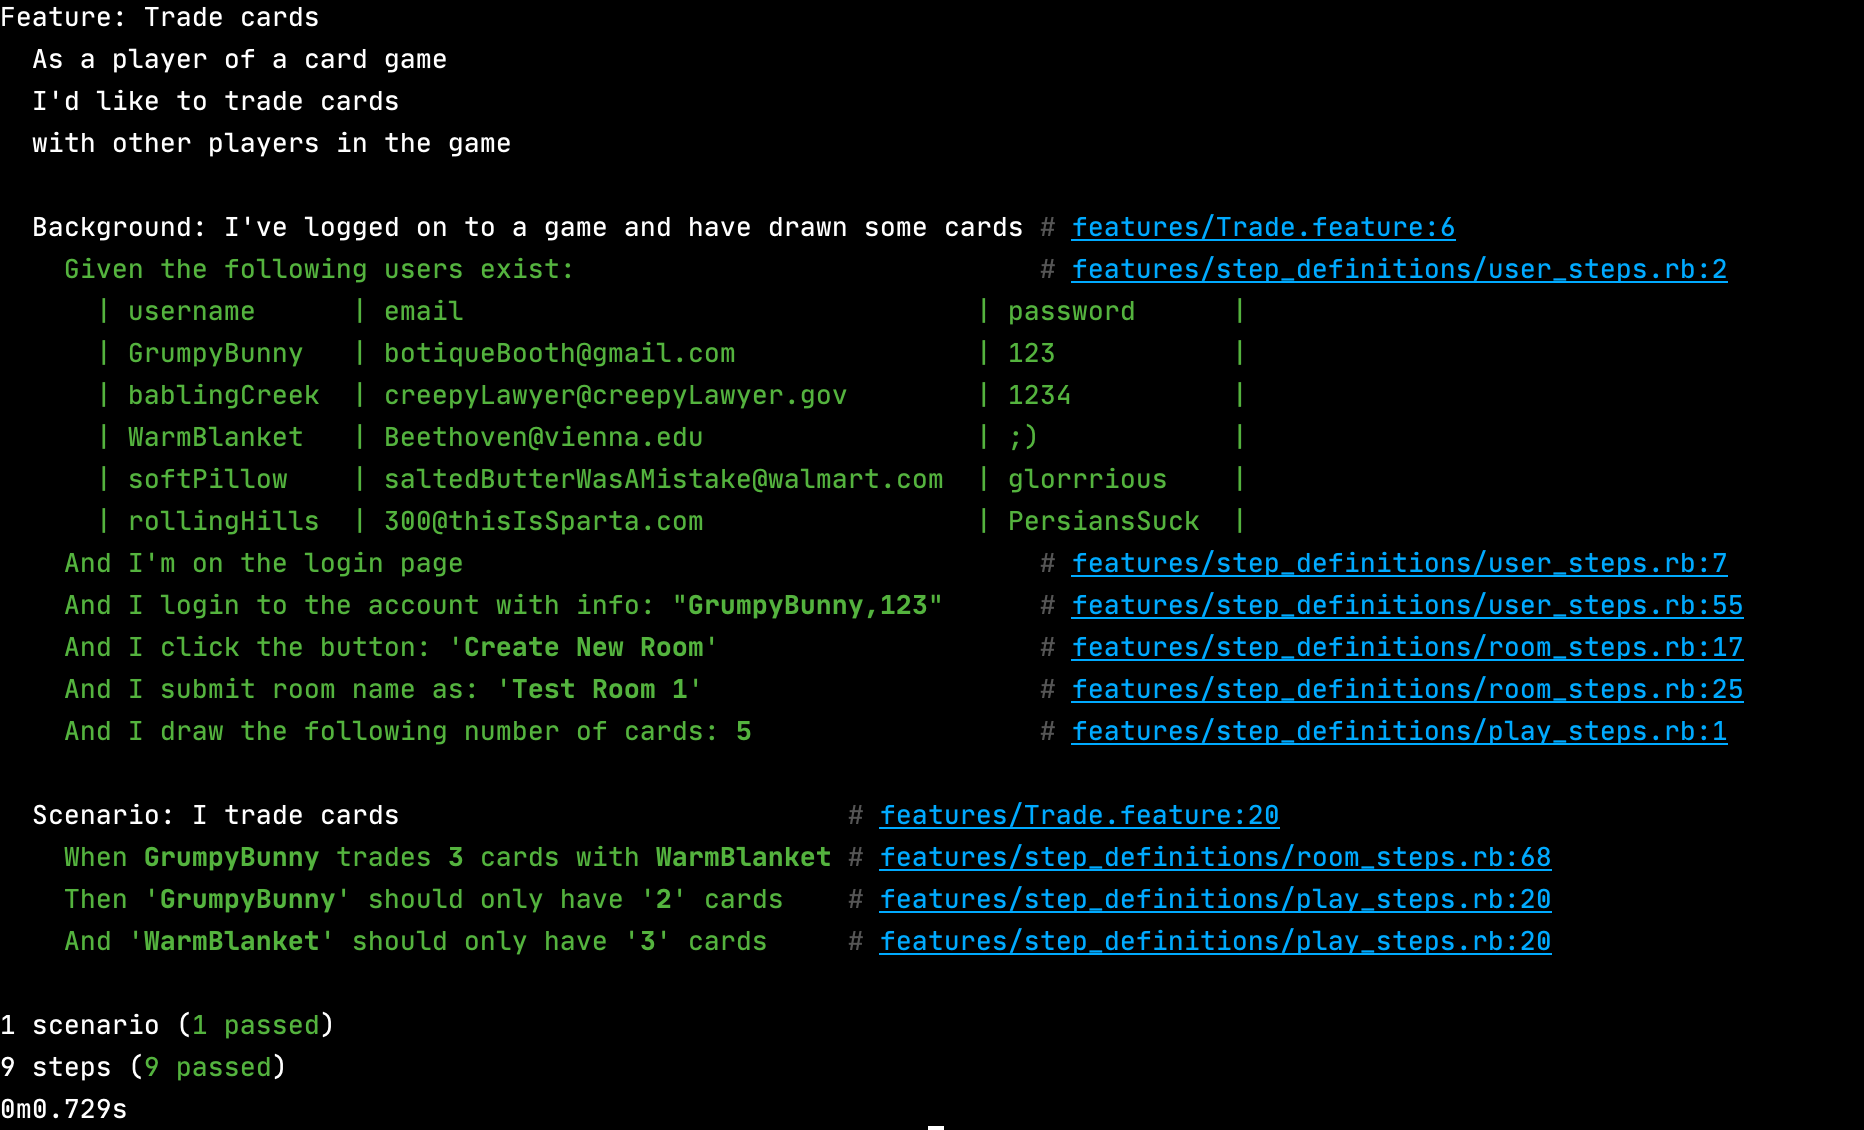 Feature: Trade cards
  As a player of a card game
  I'd like to trade cards
  with other players in the game

  Background: I've logged on to a game and have drawn some cards # features/Trade.feature:6
    Given the following users exist:                             # features/step_definitions/user_steps.rb:2
      | username      | email                                 | password      |
      | GrumpyBunny   | botiqueBooth@gmail.com                | 123           |
      | bablingCreek  | creepyLawyer@creepyLawyer.gov         | 1234          |
      | WarmBlanket   | Beethoven@vienna.edu                  | ;)            |
      | softPillow    | saltedButterWasAMistake@walmart.com   | glorrrious    |
      | rollingHills  | 300@thisIsSparta.com                  | PersiansSuck  |
    And I'm on the login page                                    # features/step_definitions/user_steps.rb:7
    And I login to the account with info: "GrumpyBunny,123"      # features/step_definitions/user_steps.rb:55
    And I click the button: 'Create New Room'                    # features/step_definitions/room_steps.rb:17
    And I submit room name as: 'Test Room 1'                     # features/step_definitions/room_steps.rb:25
    And I draw the following number of cards: 5                  # features/step_definitions/play_steps.rb:1

  Scenario: I trade cards                            # features/Trade.feature:20
    When GrumpyBunny trades 3 cards with WarmBlanket # features/step_definitions/room_steps.rb:68
    Then 'GrumpyBunny' should only have '2' cards    # features/step_definitions/play_steps.rb:20
    And 'WarmBlanket' should only have '3' cards     # features/step_definitions/play_steps.rb:20

1 scenario (1 passed)
9 steps (9 passed)
0m0.729s